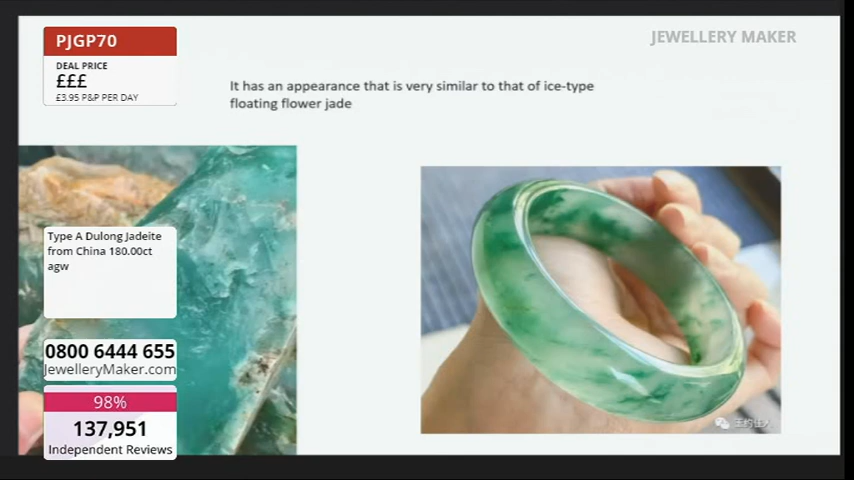 PJGP70
DEAL PRICE
£££
£3.95 P&P PER DAY
JEWELLERY MAKER
It has an appearance that is very similar to that of ice-type
floating flower jade
Type A Dulong Jadeite
from China 180.00ct
agw
0800 6444 655
JewelleryMaker.com
98%
137,951
Independent Reviews